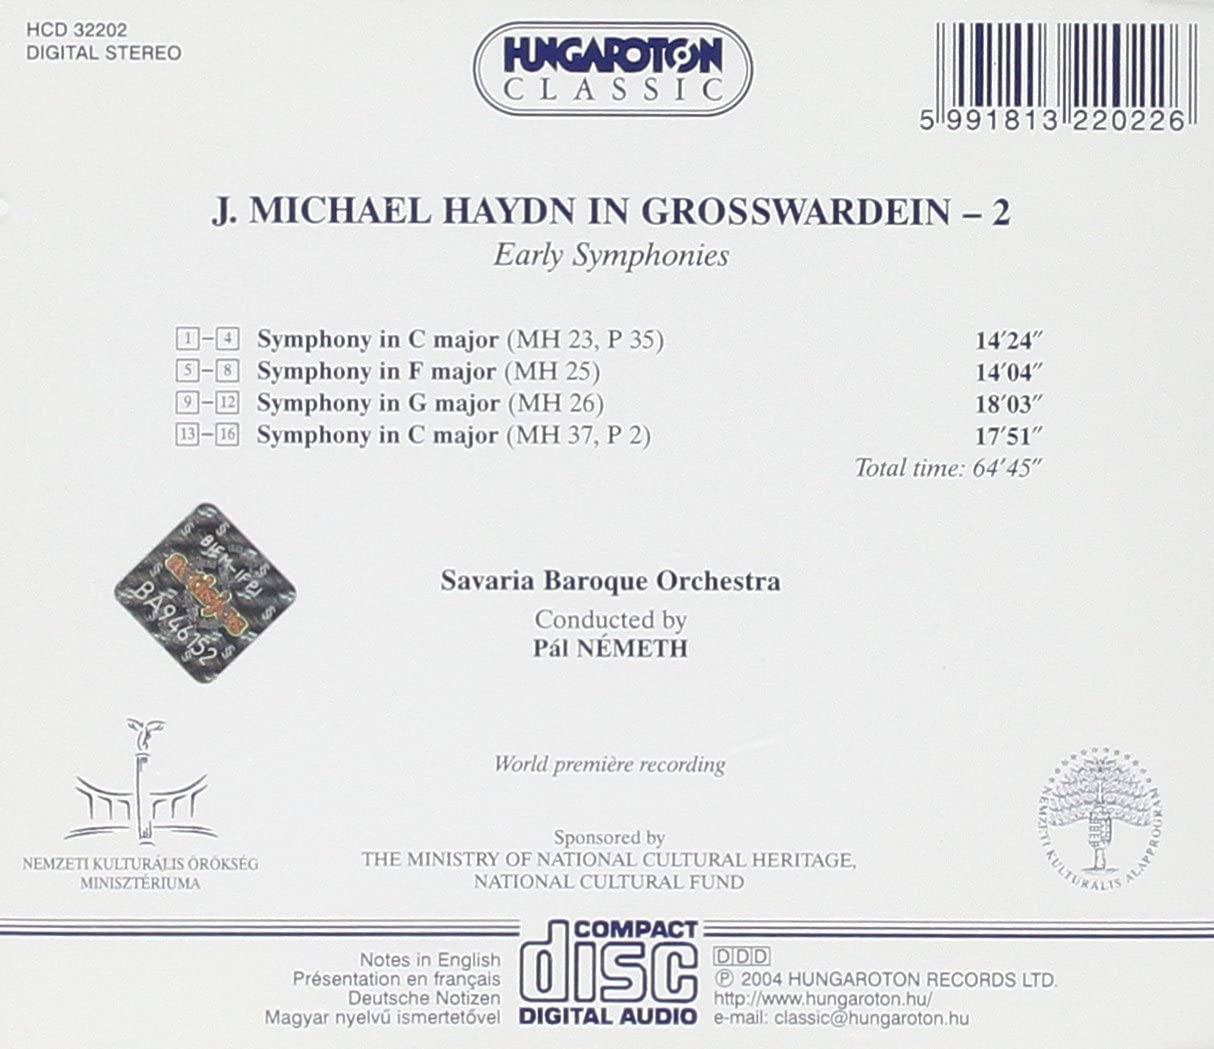 HCD 32202
DIGITAL STEREO
HUNGAROTON
CLASSIC
5 991813 220226
J. MICHAEL HAYDN IN GROSSWARDEIN – 2
Early Symphonies
1–4 Symphony in C major (MH 23, P 35) 14′24″
5–8 Symphony in F major (MH 25) 14′04″
9–12 Symphony in G major (MH 26) 18′03″
13–16 Symphony in C major (MH 37, P 2) 17′51″
Total time: 64′45″
BIEM-IFPI
BA946152
Savaria Baroque Orchestra
Conducted by
Pál NÉMETH
World première recording
NEMZETI KULTURÁLIS ÖRÖKSÉG
MINISZTÉRIUMA
Sponsored by
THE MINISTRY OF NATIONAL CULTURAL HERITAGE,
NATIONAL CULTURAL FUND
NEMZETI KULTURÁLIS ALAPPROGRAM
Notes in English
Présentation en français
Deutsche Notizen
Magyar nyelvű ismertetővel
COMPACT
disc
DIGITAL AUDIO
DDD
℗ 2004 HUNGAROTON RECORDS LTD.
http://www.hungaroton.hu/
e-mail: classic@hungaroton.hu